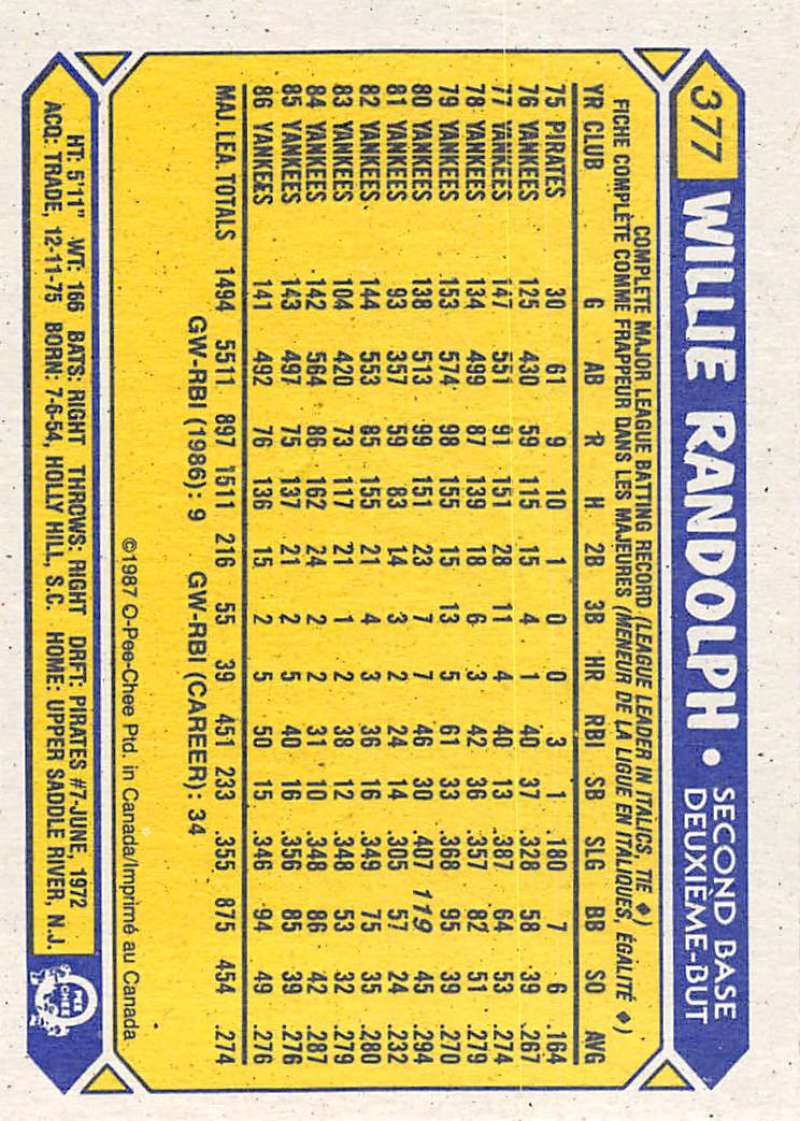 377 WILLIE RANDOLPH • SECOND BASE
DEUXIÈME-BUT
COMPLETE MAJOR LEAGUE BATTING RECORD (LEAGUE LEADER IN ITALICS, TIE ♦)
FICHE COMPLÈTE COMME FRAPPEUR DANS LES MAJEURES (MENEUR DE LA LIGUE EN ITALIQUES, ÉGALITÉ ♦)
YR CLUB G AB R H 2B 3B HR RBI SB SLG BB SO AVG
75 PIRATES 30 61 9 10 1 0 0 3 1 .180 7 6 .164
76 YANKEES 125 430 59 115 15 4 1 40 37 .328 58 39 .267
77 YANKEES 147 551 91 151 28 11 4 40 13 .387 64 53 .274
78 YANKEES 134 499 87 139 18 6 3 42 36 .357 82 51 .279
79 YANKEES 153 574 98 155 15 13 5 61 33 .368 95 39 .270
80 YANKEES 138 513 99 151 23 7 7 46 30 .407 119 45 .294
81 YANKEES 93 357 59 83 14 3 2 24 14 .305 57 24 .232
82 YANKEES 144 553 85 155 21 4 3 36 16 .349 75 35 .280
83 YANKEES 104 420 73 117 21 1 2 38 12 .348 53 32 .279
84 YANKEES 142 564 86 162 24 2 2 31 10 .348 86 42 .287
85 YANKEES 143 497 75 137 21 2 5 40 16 .356 85 39 .276
86 YANKEES 141 492 76 136 15 2 5 50 15 .346 94 49 .276
MAJ. LEA. TOTALS 1494 5511 897 1511 216 55 39 451 233 .355 875 454 .274
GW-RBI (1986): 9 GW-RBI (CAREER): 34
©1987 O-Pee-Chee Ptd. in Canada/Imprimé au Canada
HT: 5'11" WT: 166 BATS: RIGHT THROWS: RIGHT DRFT: PIRATES #7-JUNE, 1972
ACQ: TRADE, 12-11-75 BORN: 7-6-54, HOLLY HILL, S.C. HOME: UPPER SADDLE RIVER, N.J.
PEE
CHEE